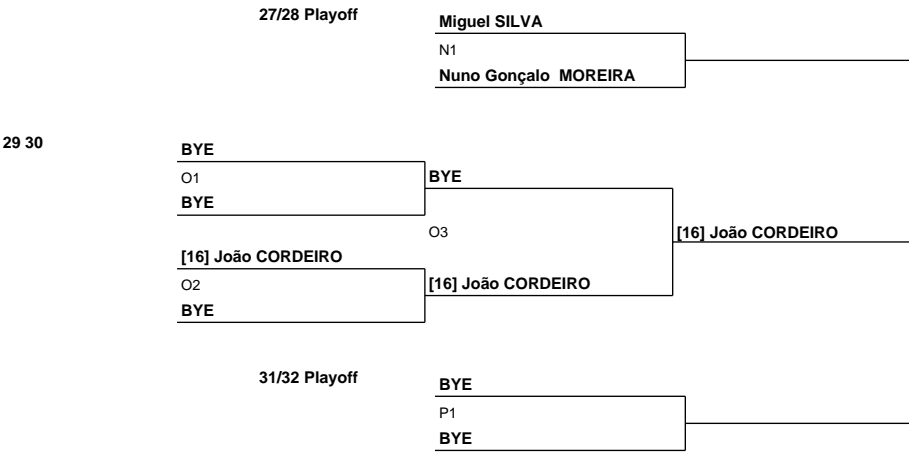 27/28 Playoff
Miguel SILVA
N1
Nuno Gonçalo MOREIRA
29 30
BYE
O1
BYE
BYE
O3
[16] João CORDEIRO
[16] João CORDEIRO
O2
[16] João CORDEIRO
BYE
31/32 Playoff
BYE
P1
BYE